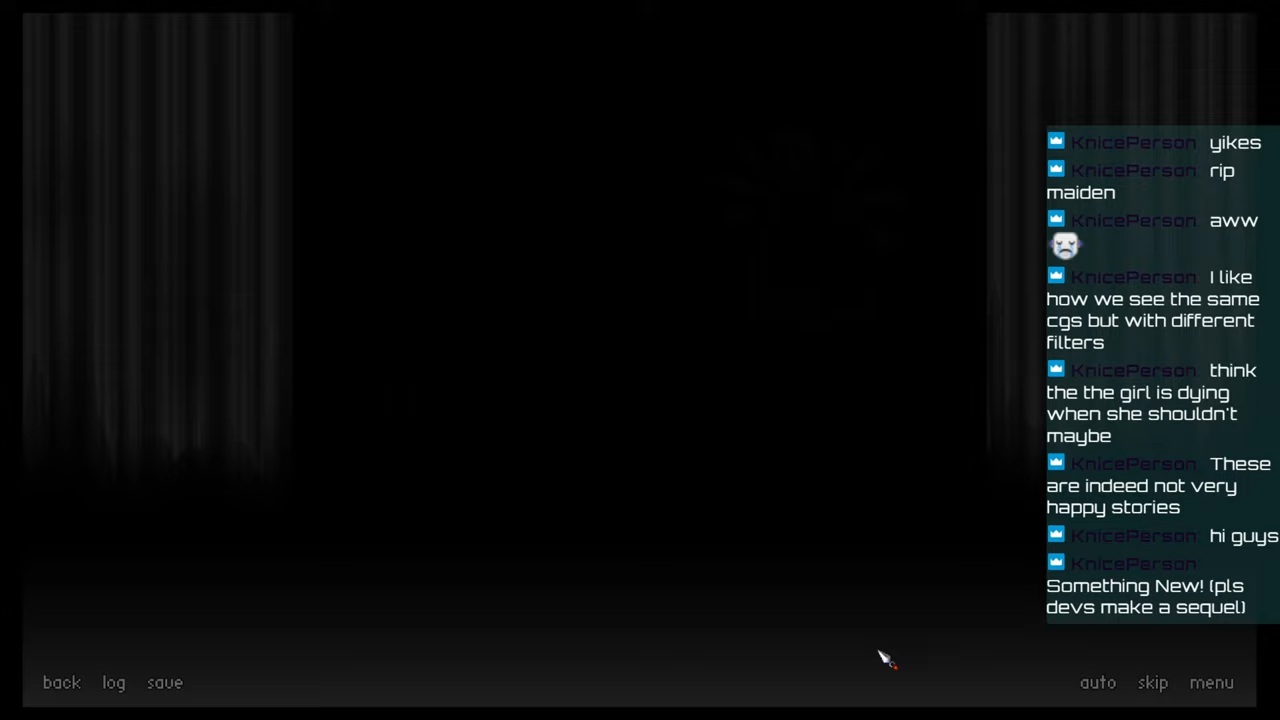 KnicePerson: yikes
KnicePerson: rip
maiden
KnicePerson: aww
KnicePerson: I like
how we see the same
cgs but with different
filters
KnicePerson: think
the the girl is dying
when she shouldn't
maybe
KnicePerson: These
are indeed not very
happy stories
KnicePerson: hi guys
KnicePerson:
Something New! (pls
devs make a sequel)
back log save
auto skip menu